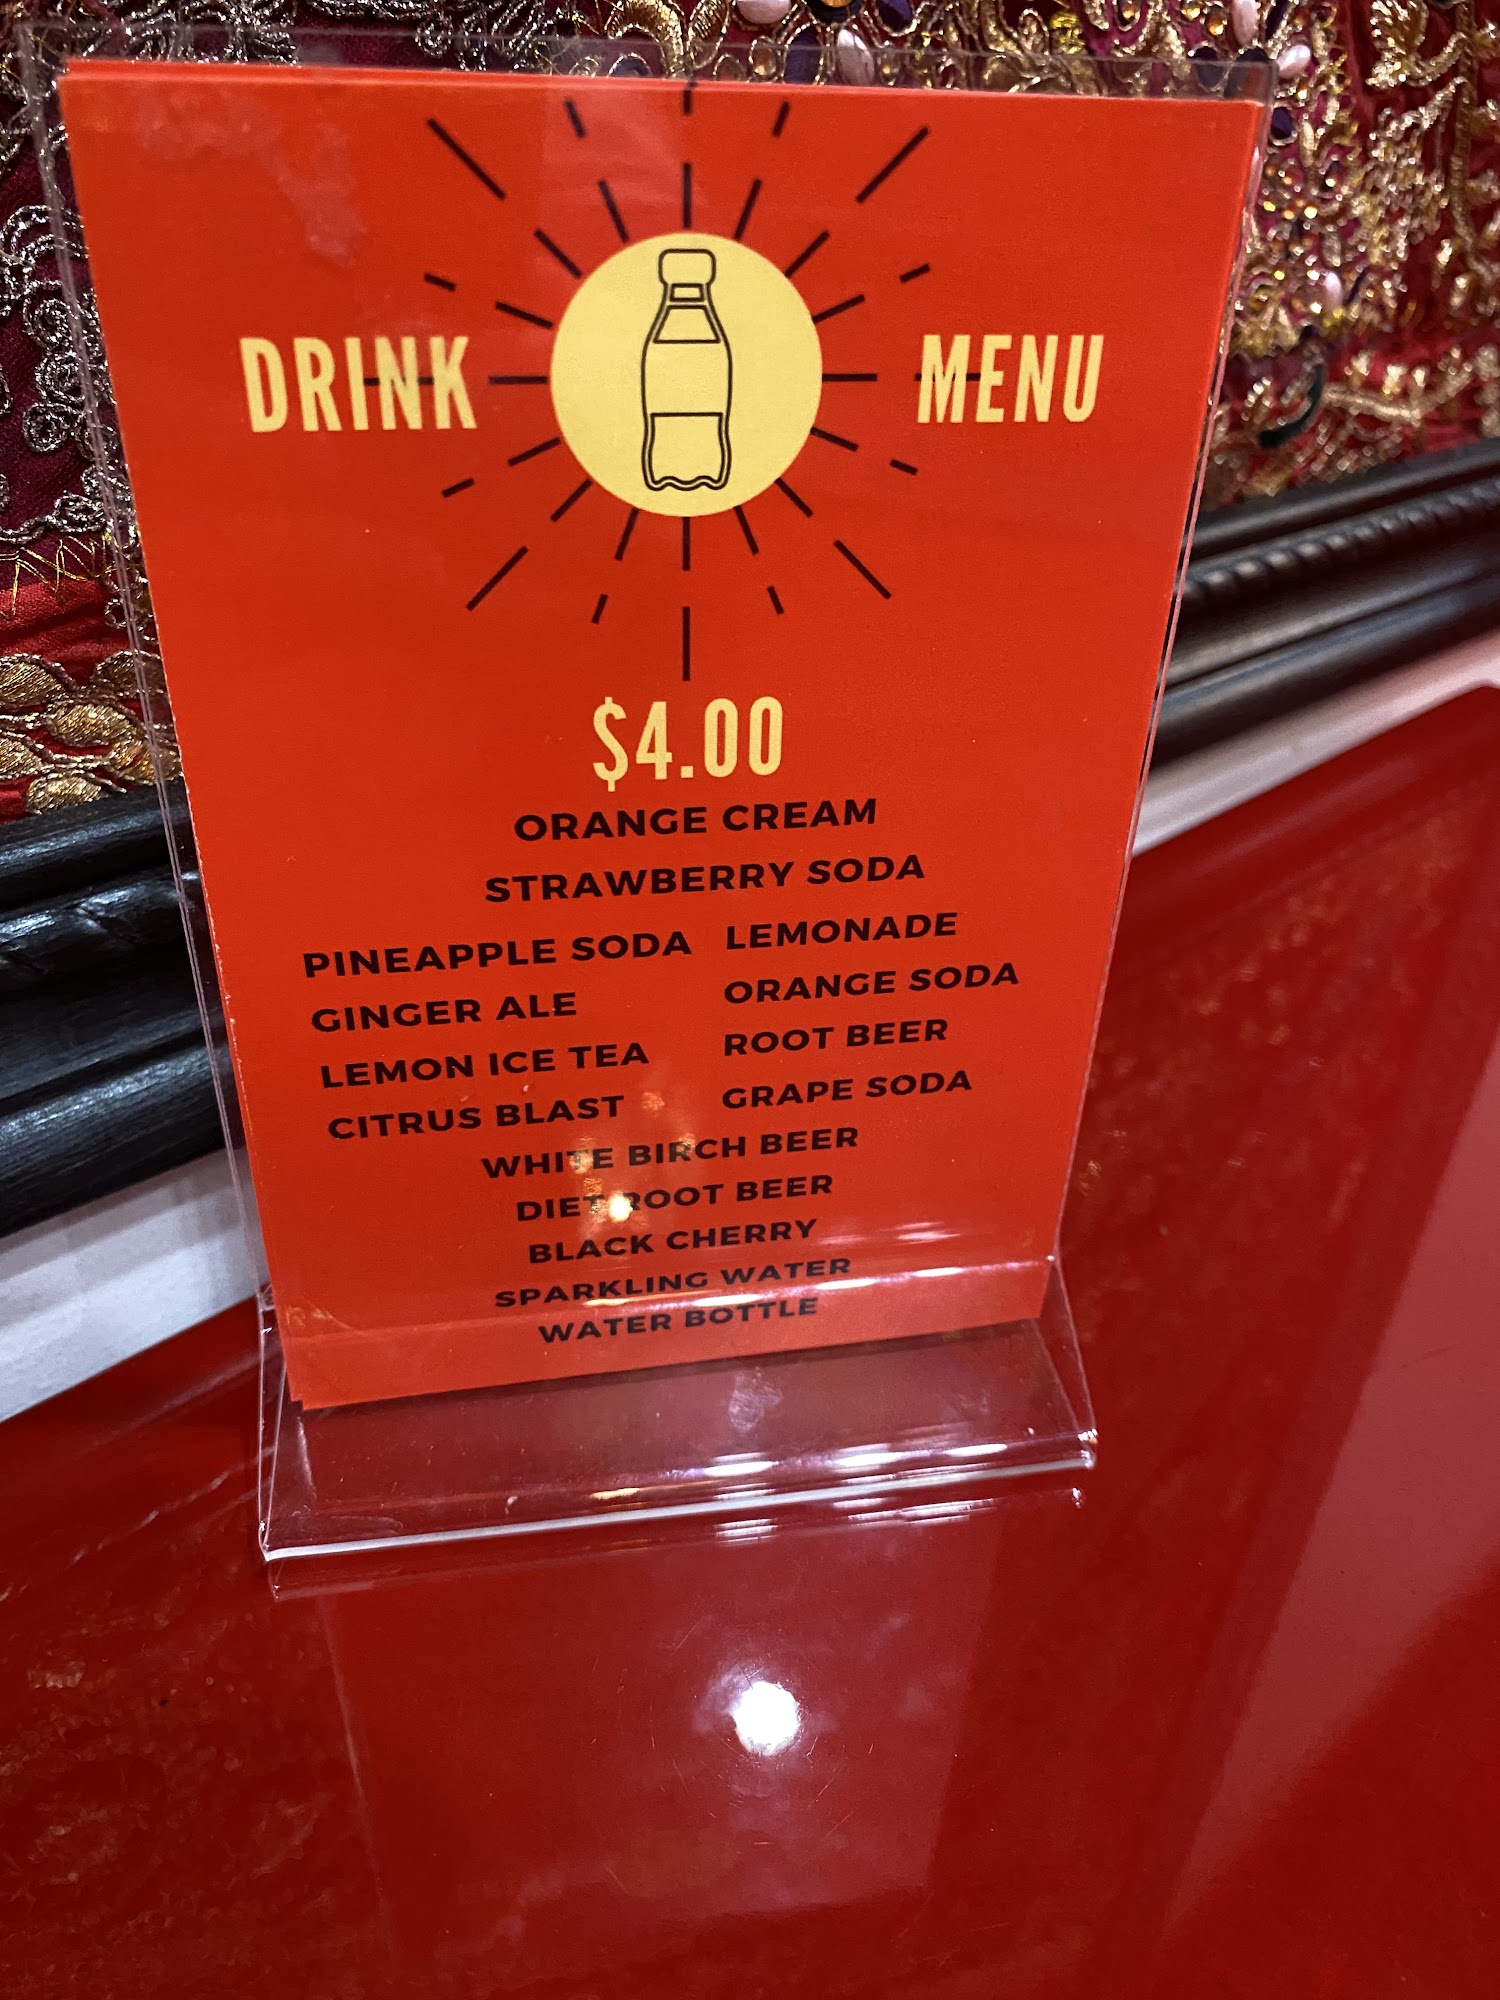 DRINK MENU
$4.00
ORANGE CREAM
STRAWBERRY SODA
PINEAPPLE SODA
GINGER ALE
LEMON ICE TEA
CITRUS BLAST
LEMONADE
ORANGE SODA
ROOT BEER
GRAPE SODA
WHITE BIRCH BEER
DIET ROOT BEER
BLACK CHERRY
SPARKLING WATER
WATER BOTTLE